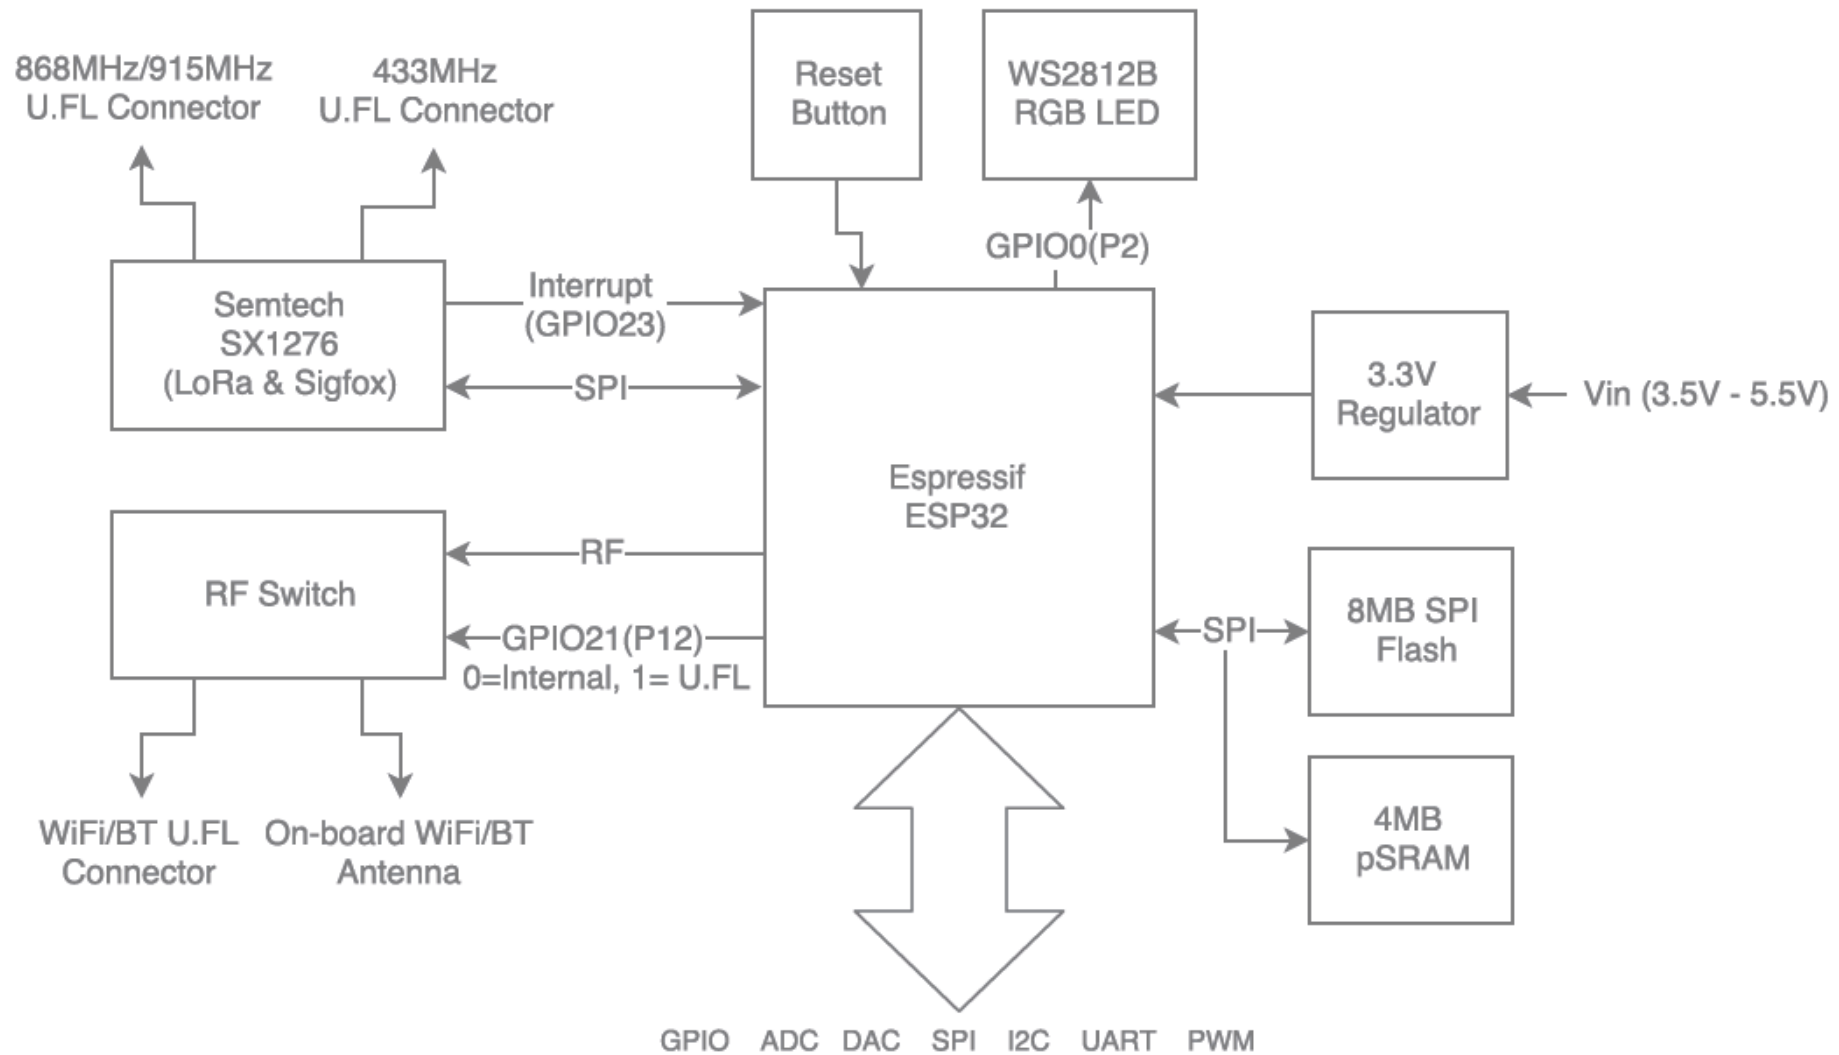 868MHz/915MHz
U.FL Connector
433MHz
U.FL Connector
Reset
Button
WS2812B
RGB LED
GPIO0(P2)
Semtech
SX1276
(LoRa & Sigfox)
Interrupt
(GPIO23)
SPI
Espressif
ESP32
3.3V
Regulator
Vin (3.5V - 5.5V)
RF Switch
RF
GPIO21(P12)
0=Internal, 1= U.FL
SPI
8MB SPI
Flash
4MB
pSRAM
WiFi/BT U.FL
Connector
On-board WiFi/BT
Antenna
GPIO ADC DAC SPI I2C UART PWM